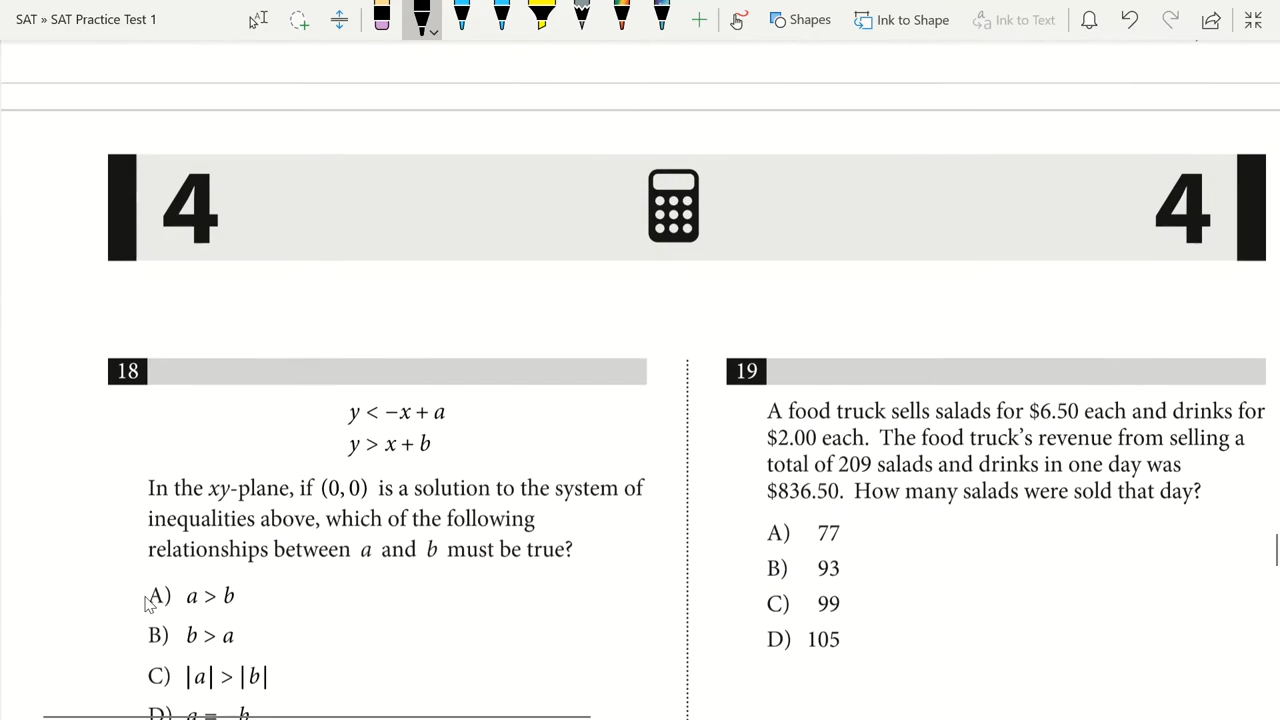 SAT » SAT Practice Test 1
Shapes
Ink to Shape
Ink to Text
4
4
18
y < −x + a
y > x + b
In the xy-plane, if (0, 0) is a solution to the system of
inequalities above, which of the following
relationships between a and b must be true?
A) a > b
B) b > a
C) |a| > |b|
D) a = b
19
A food truck sells salads for $6.50 each and drinks for
$2.00 each. The food truck’s revenue from selling a
total of 209 salads and drinks in one day was
$836.50. How many salads were sold that day?
A) 77
B) 93
C) 99
D) 105